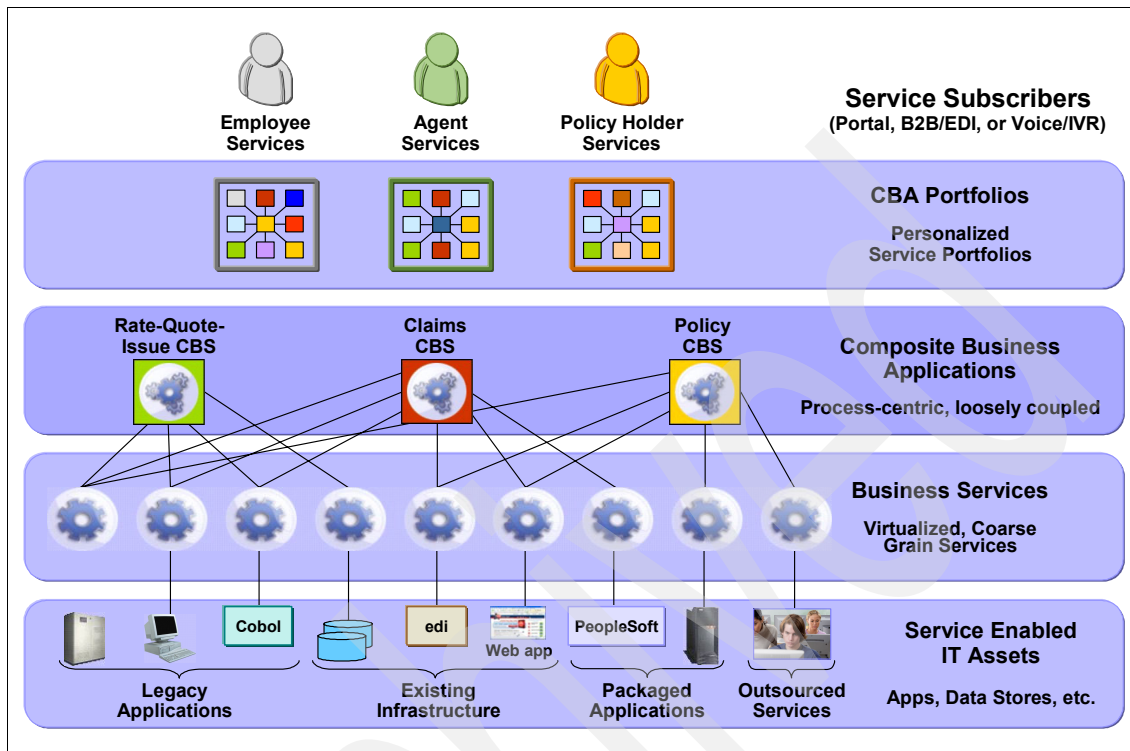 Employee
Services
Agent
Services
Policy Holder
Services
Service Subscribers
(Portal, B2B/EDI, or Voice/IVR)
CBA Portfolios
Personalized
Service Portfolios
Rate-Quote-
Issue CBS
Claims
CBS
Policy
CBS
Composite Business
Applications
Process-centric, loosely coupled
Business Services
Virtualized, Coarse
Grain Services
Cobol
edi
Web app
PeopleSoft
Service Enabled
IT Assets
Apps, Data Stores, etc.
Legacy
Applications
Existing
Infrastructure
Packaged
Applications
Outsourced
Services